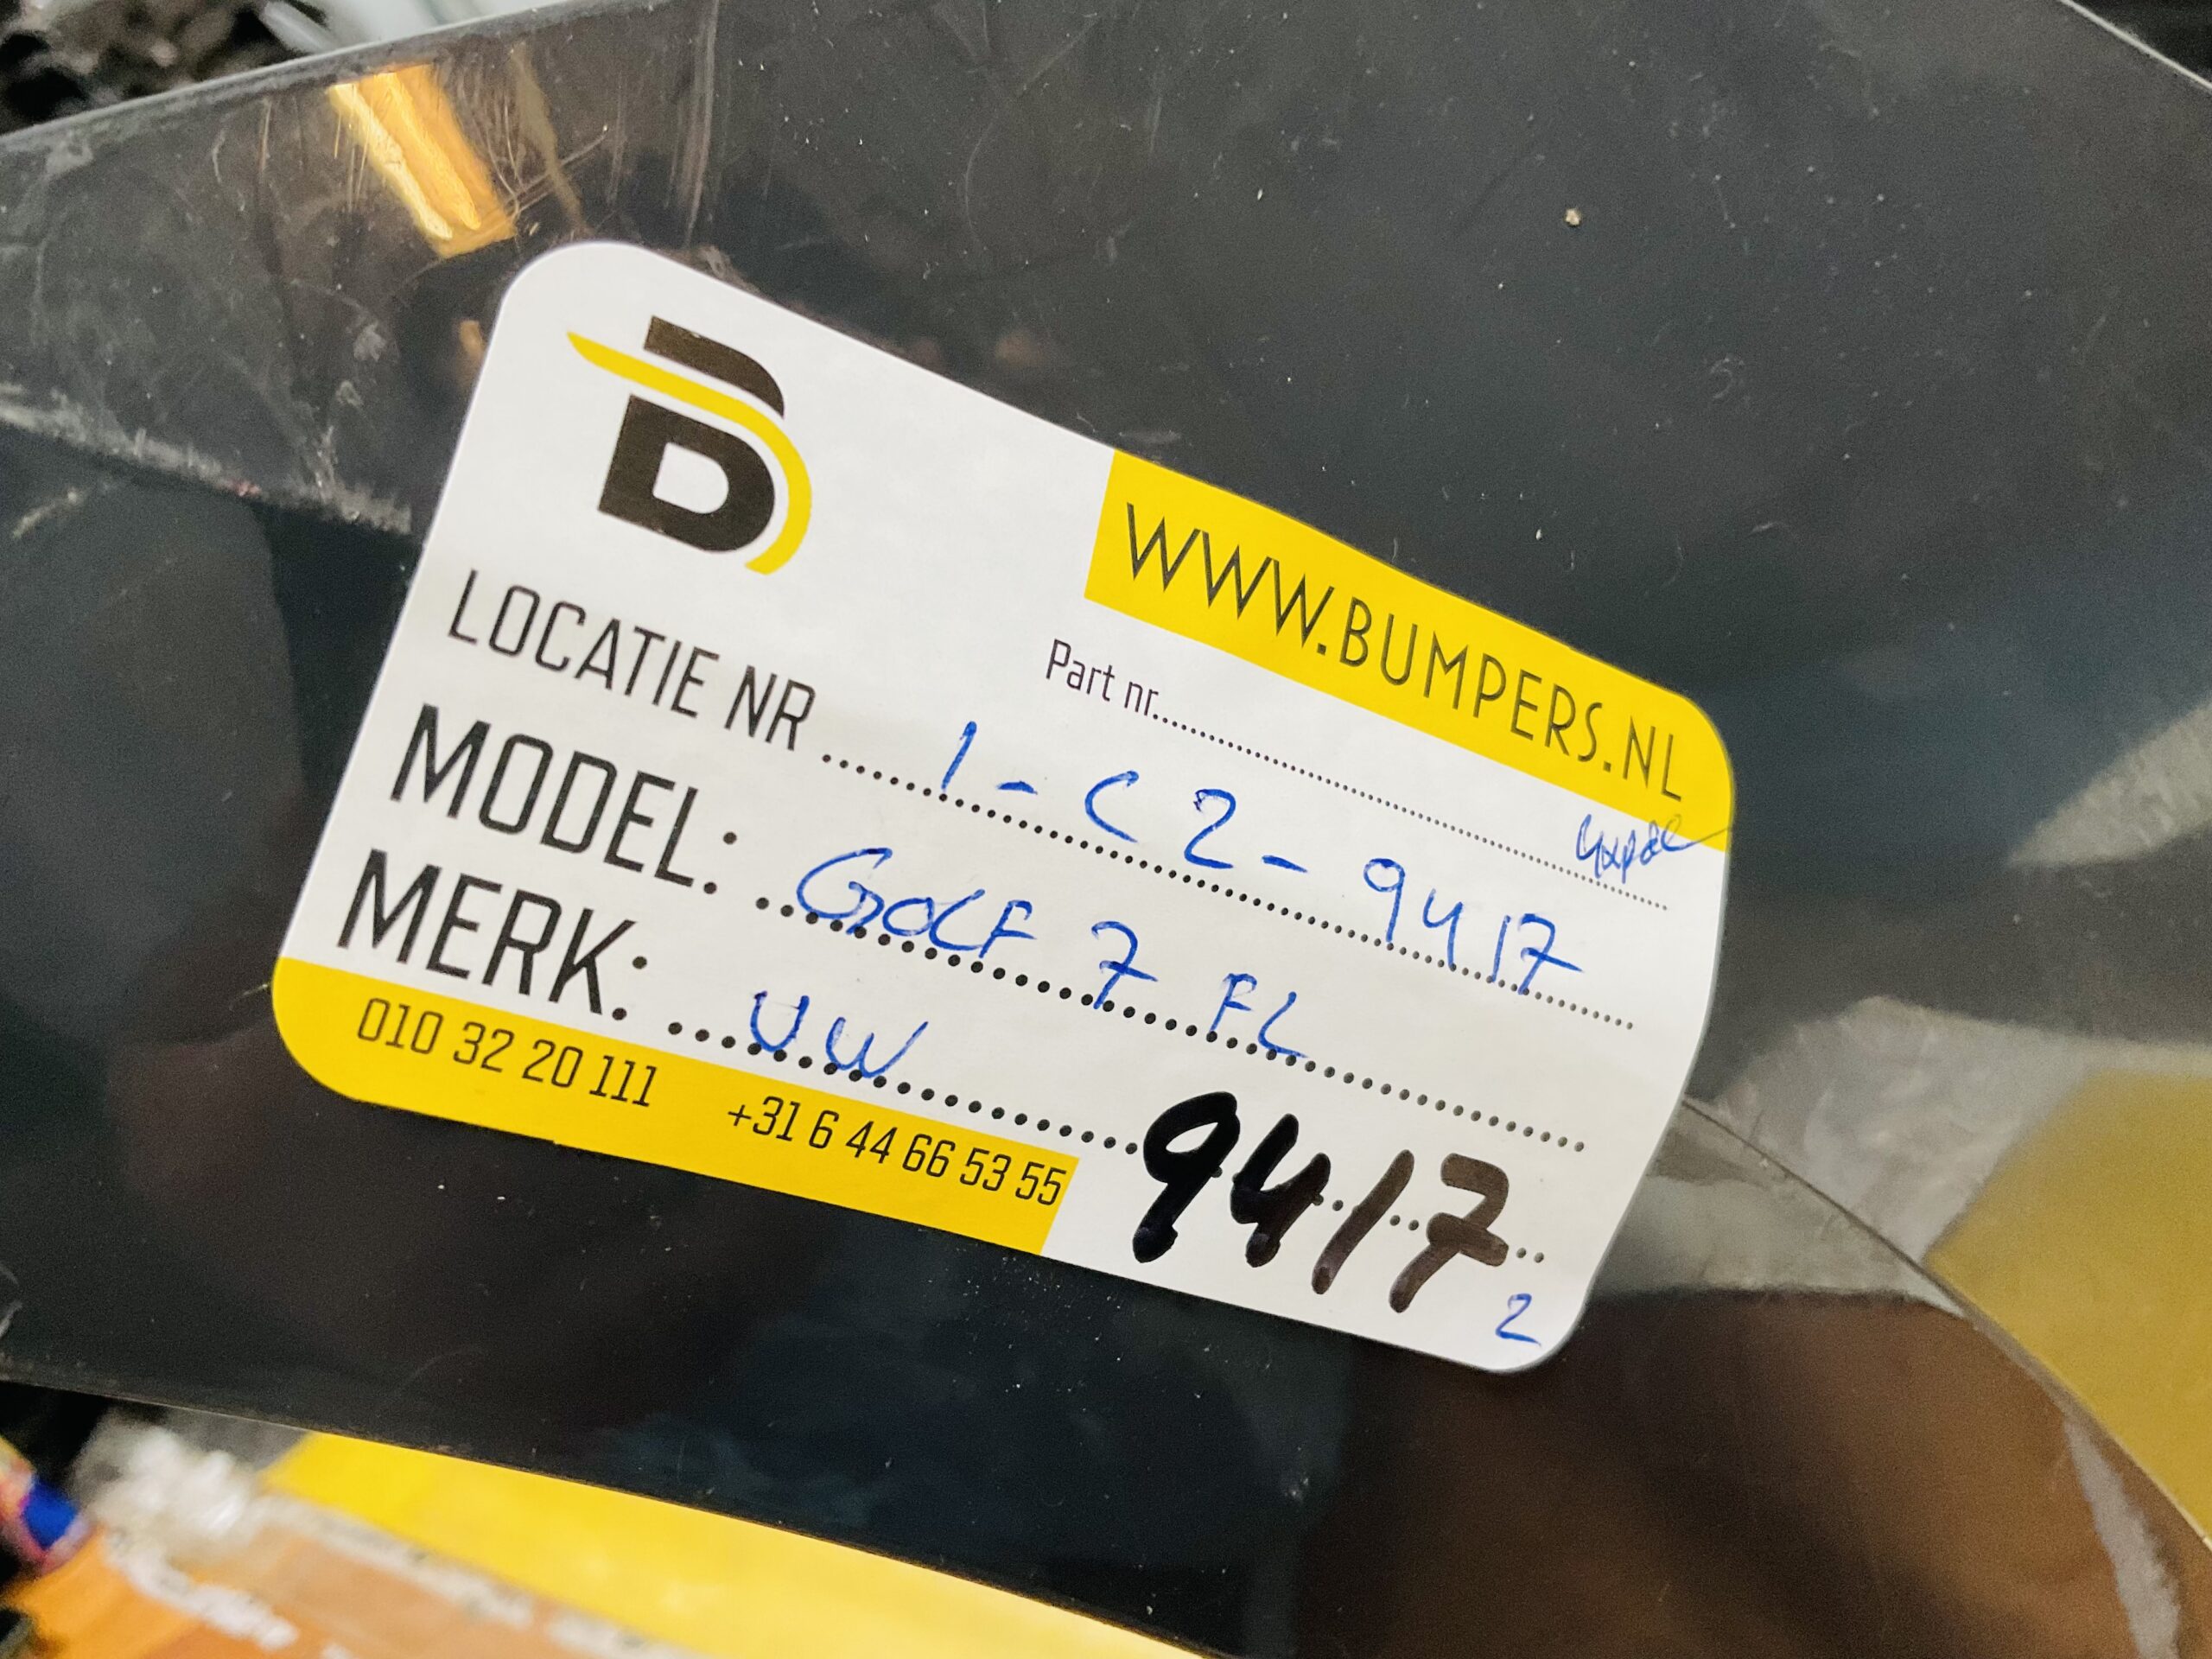 B
WWW.BUMPERS.NL
Part nr.......... 4xpdc
LOCATIE NR .......... 1-C2-9417
MODEL: .......... GOLF 7 FL
MERK: .......... VW
9417
2
010 32 20 111 +31 6 44 66 53 55